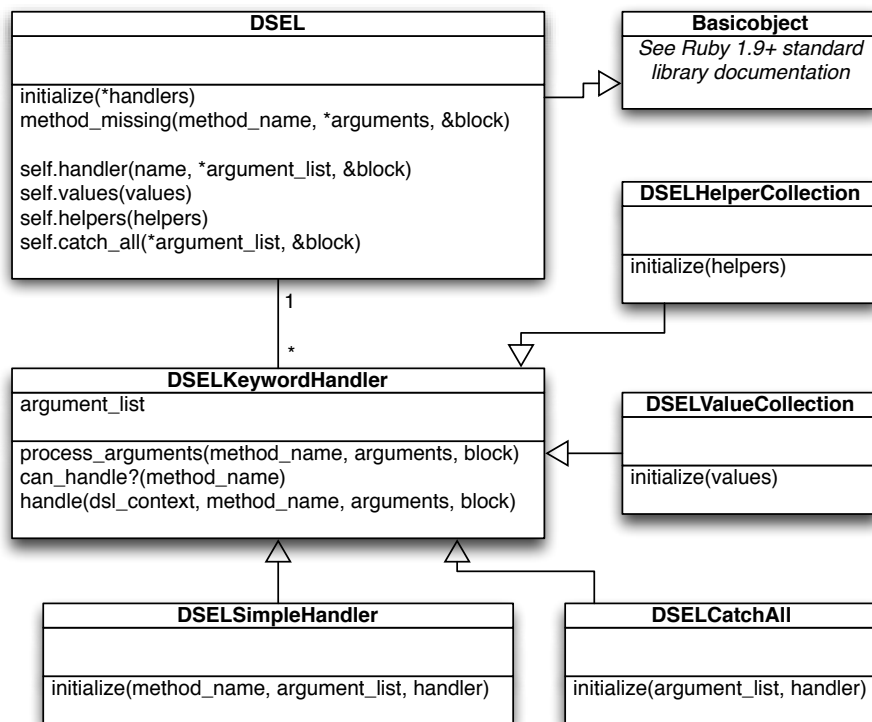 DSEL
initialize(*handlers)
method_missing(method_name, *arguments, &block)
self.handler(name, *argument_list, &block)
self.values(values)
self.helpers(helpers)
self.catch_all(*argument_list, &block)
Basicobject
See Ruby 1.9+ standard
library documentation
DSELHelperCollection
initialize(helpers)
1
*
DSELKeywordHandler
argument_list
process_arguments(method_name, arguments, block)
can_handle?(method_name)
handle(dsl_context, method_name, arguments, block)
DSELValueCollection
initialize(values)
DSELSimpleHandler
initialize(method_name, argument_list, handler)
DSELCatchAll
initialize(argument_list, handler)